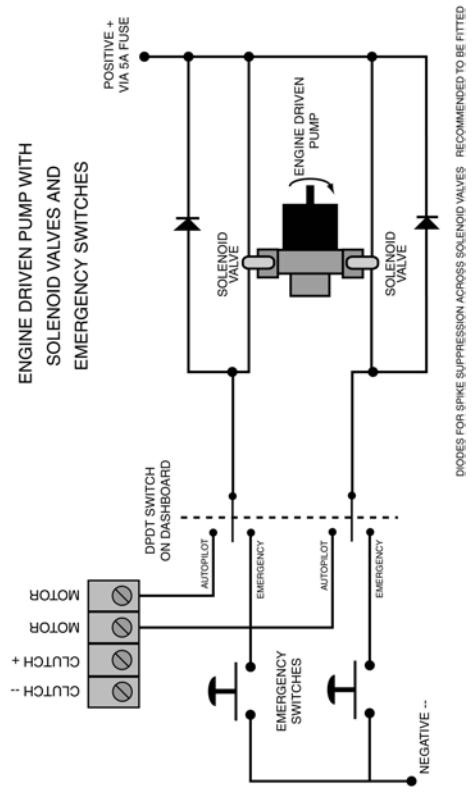 ENGINE DRIVEN PUMP WITH
SOLENOID VALVES AND
EMERGENCY SWITCHES
POSITIVE +
VIA 5A FUSE
ENGINE DRIVEN
PUMP
SOLENOID
VALVE
SOLENOID
VALVE
DPDT SWITCH
ON DASHBOARD
MOTOR
MOTOR
CLUTCH +
CLUTCH --
AUTOPILOT
EMERGENCY
AUTOPILOT
EMERGENCY
EMERGENCY
SWITCHES
NEGATIVE --
DIODES FOR SPIKE SUPPRESSION ACROSS SOLENOID VALVES RECOMMENDED TO BE FITTED